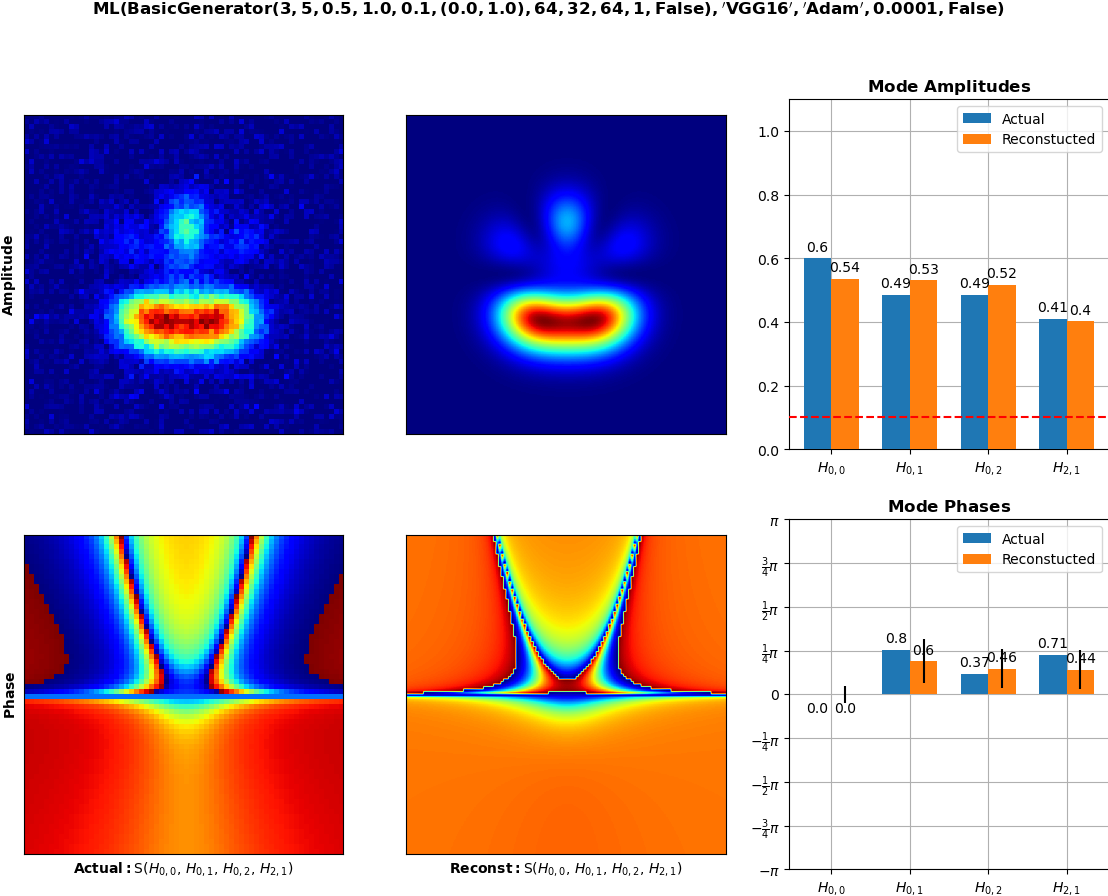 ML(BasicGenerator(3, 5, 0.5, 1.0, 0.1, (0.0, 1.0), 64, 32, 64, 1, False), ′VGG16′, ′Adam′, 0.0001, False)
Amplitude
Mode Amplitudes
Actual
Reconstucted
1.0
0.8
0.6
0.4
0.2
0.0
0.6
0.54
0.49
0.53
0.49
0.52
0.41
0.4
H0,0
H0,1
H0,2
H2,1
Phase
Actual: S(H0,0, H0,1, H0,2, H2,1)
Reconst: S(H0,0, H0,1, H0,2, H2,1)
Mode Phases
Actual
Reconstucted
π
3/4π
1/2π
1/4π
0
−1/4π
−1/2π
−3/4π
−π
0.0
0.0
0.8
0.6
0.37
0.46
0.71
0.44
H0,0
H0,1
H0,2
H2,1